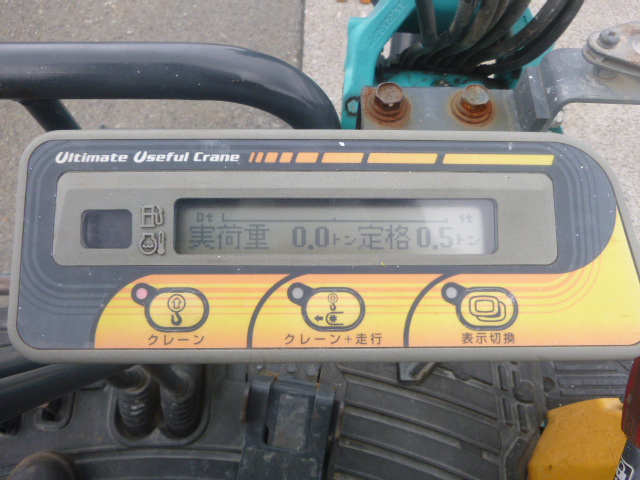 Ultimate Useful Crane
0t 1t
実荷重 0.0トン 定格 0.5トン
クレーン
クレーン+走行
表示切換